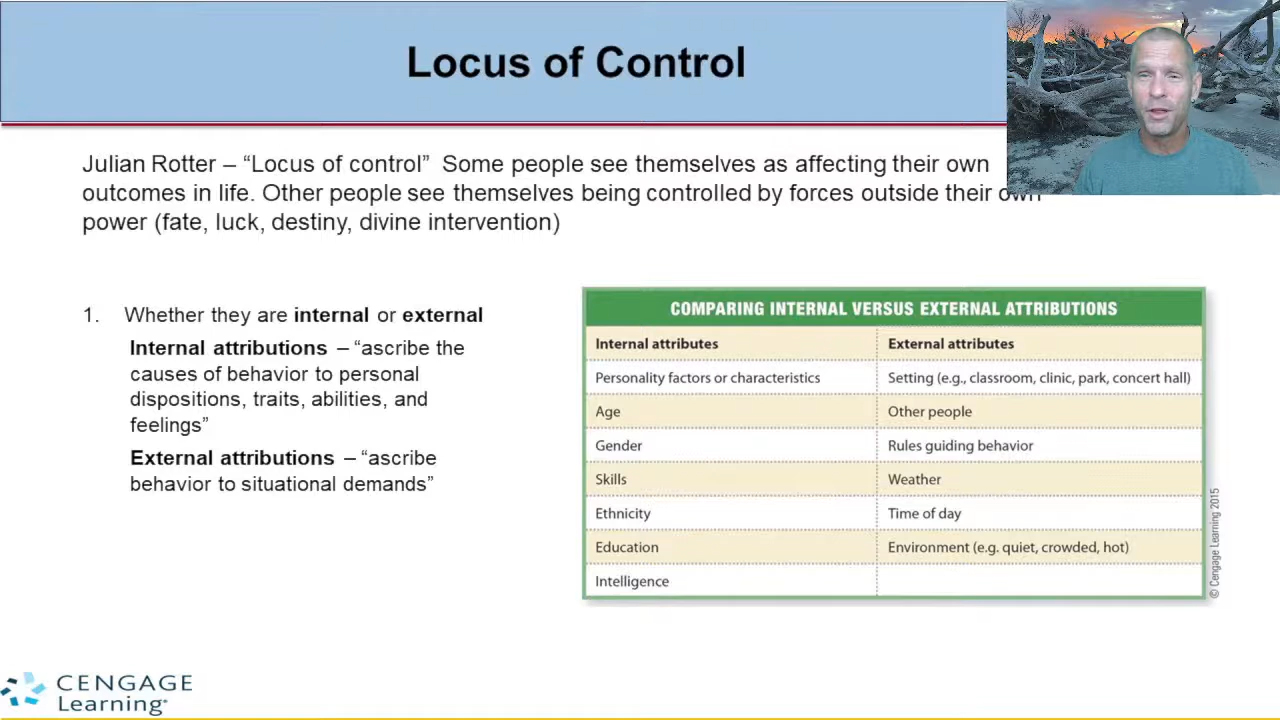 Locus of Control
Julian Rotter – “Locus of control”  Some people see themselves as affecting their own
outcomes in life. Other people see themselves being controlled by forces outside their own
power (fate, luck, destiny, divine intervention)
1. Whether they are internal or external
Internal attributions – “ascribe the
causes of behavior to personal
dispositions, traits, abilities, and
feelings”
External attributions – “ascribe
behavior to situational demands”
COMPARING INTERNAL VERSUS EXTERNAL ATTRIBUTIONS
Internal attributes External attributes
Personality factors or characteristics Setting (e.g., classroom, clinic, park, concert hall)
Age Other people
Gender Rules guiding behavior
Skills Weather
Ethnicity Time of day
Education Environment (e.g. quiet, crowded, hot)
Intelligence
© Cengage Learning 2015
CENGAGE
Learning®